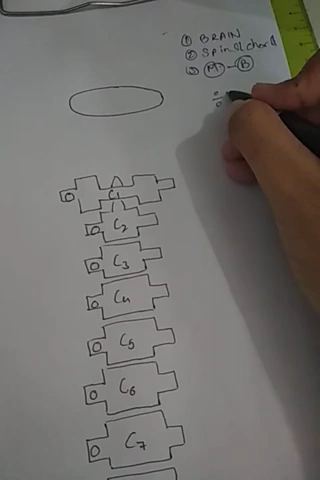 ① BRAIN
② Spinal chord
③ M - B
C1
C2
C3
C4
C5
C6
C7